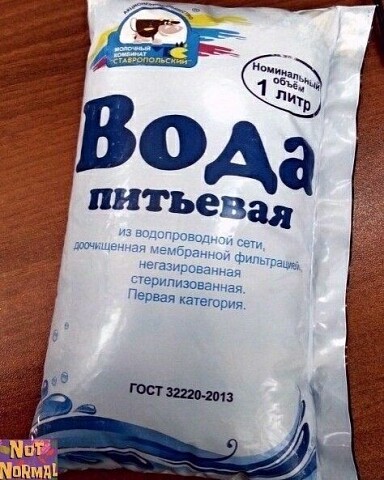 МОЛОЧНЫЙ
КОМБИНАТ
СТАВРОПОЛЬСКИЙ
Номинальный
объём
1 литр
Вода
питьевая
из водопроводной сети,
доочищенная мембранной фильтрацией,
негазированная
стерилизованная.
Первая категория.
ГОСТ 32220-2013
NOT
NORMAL